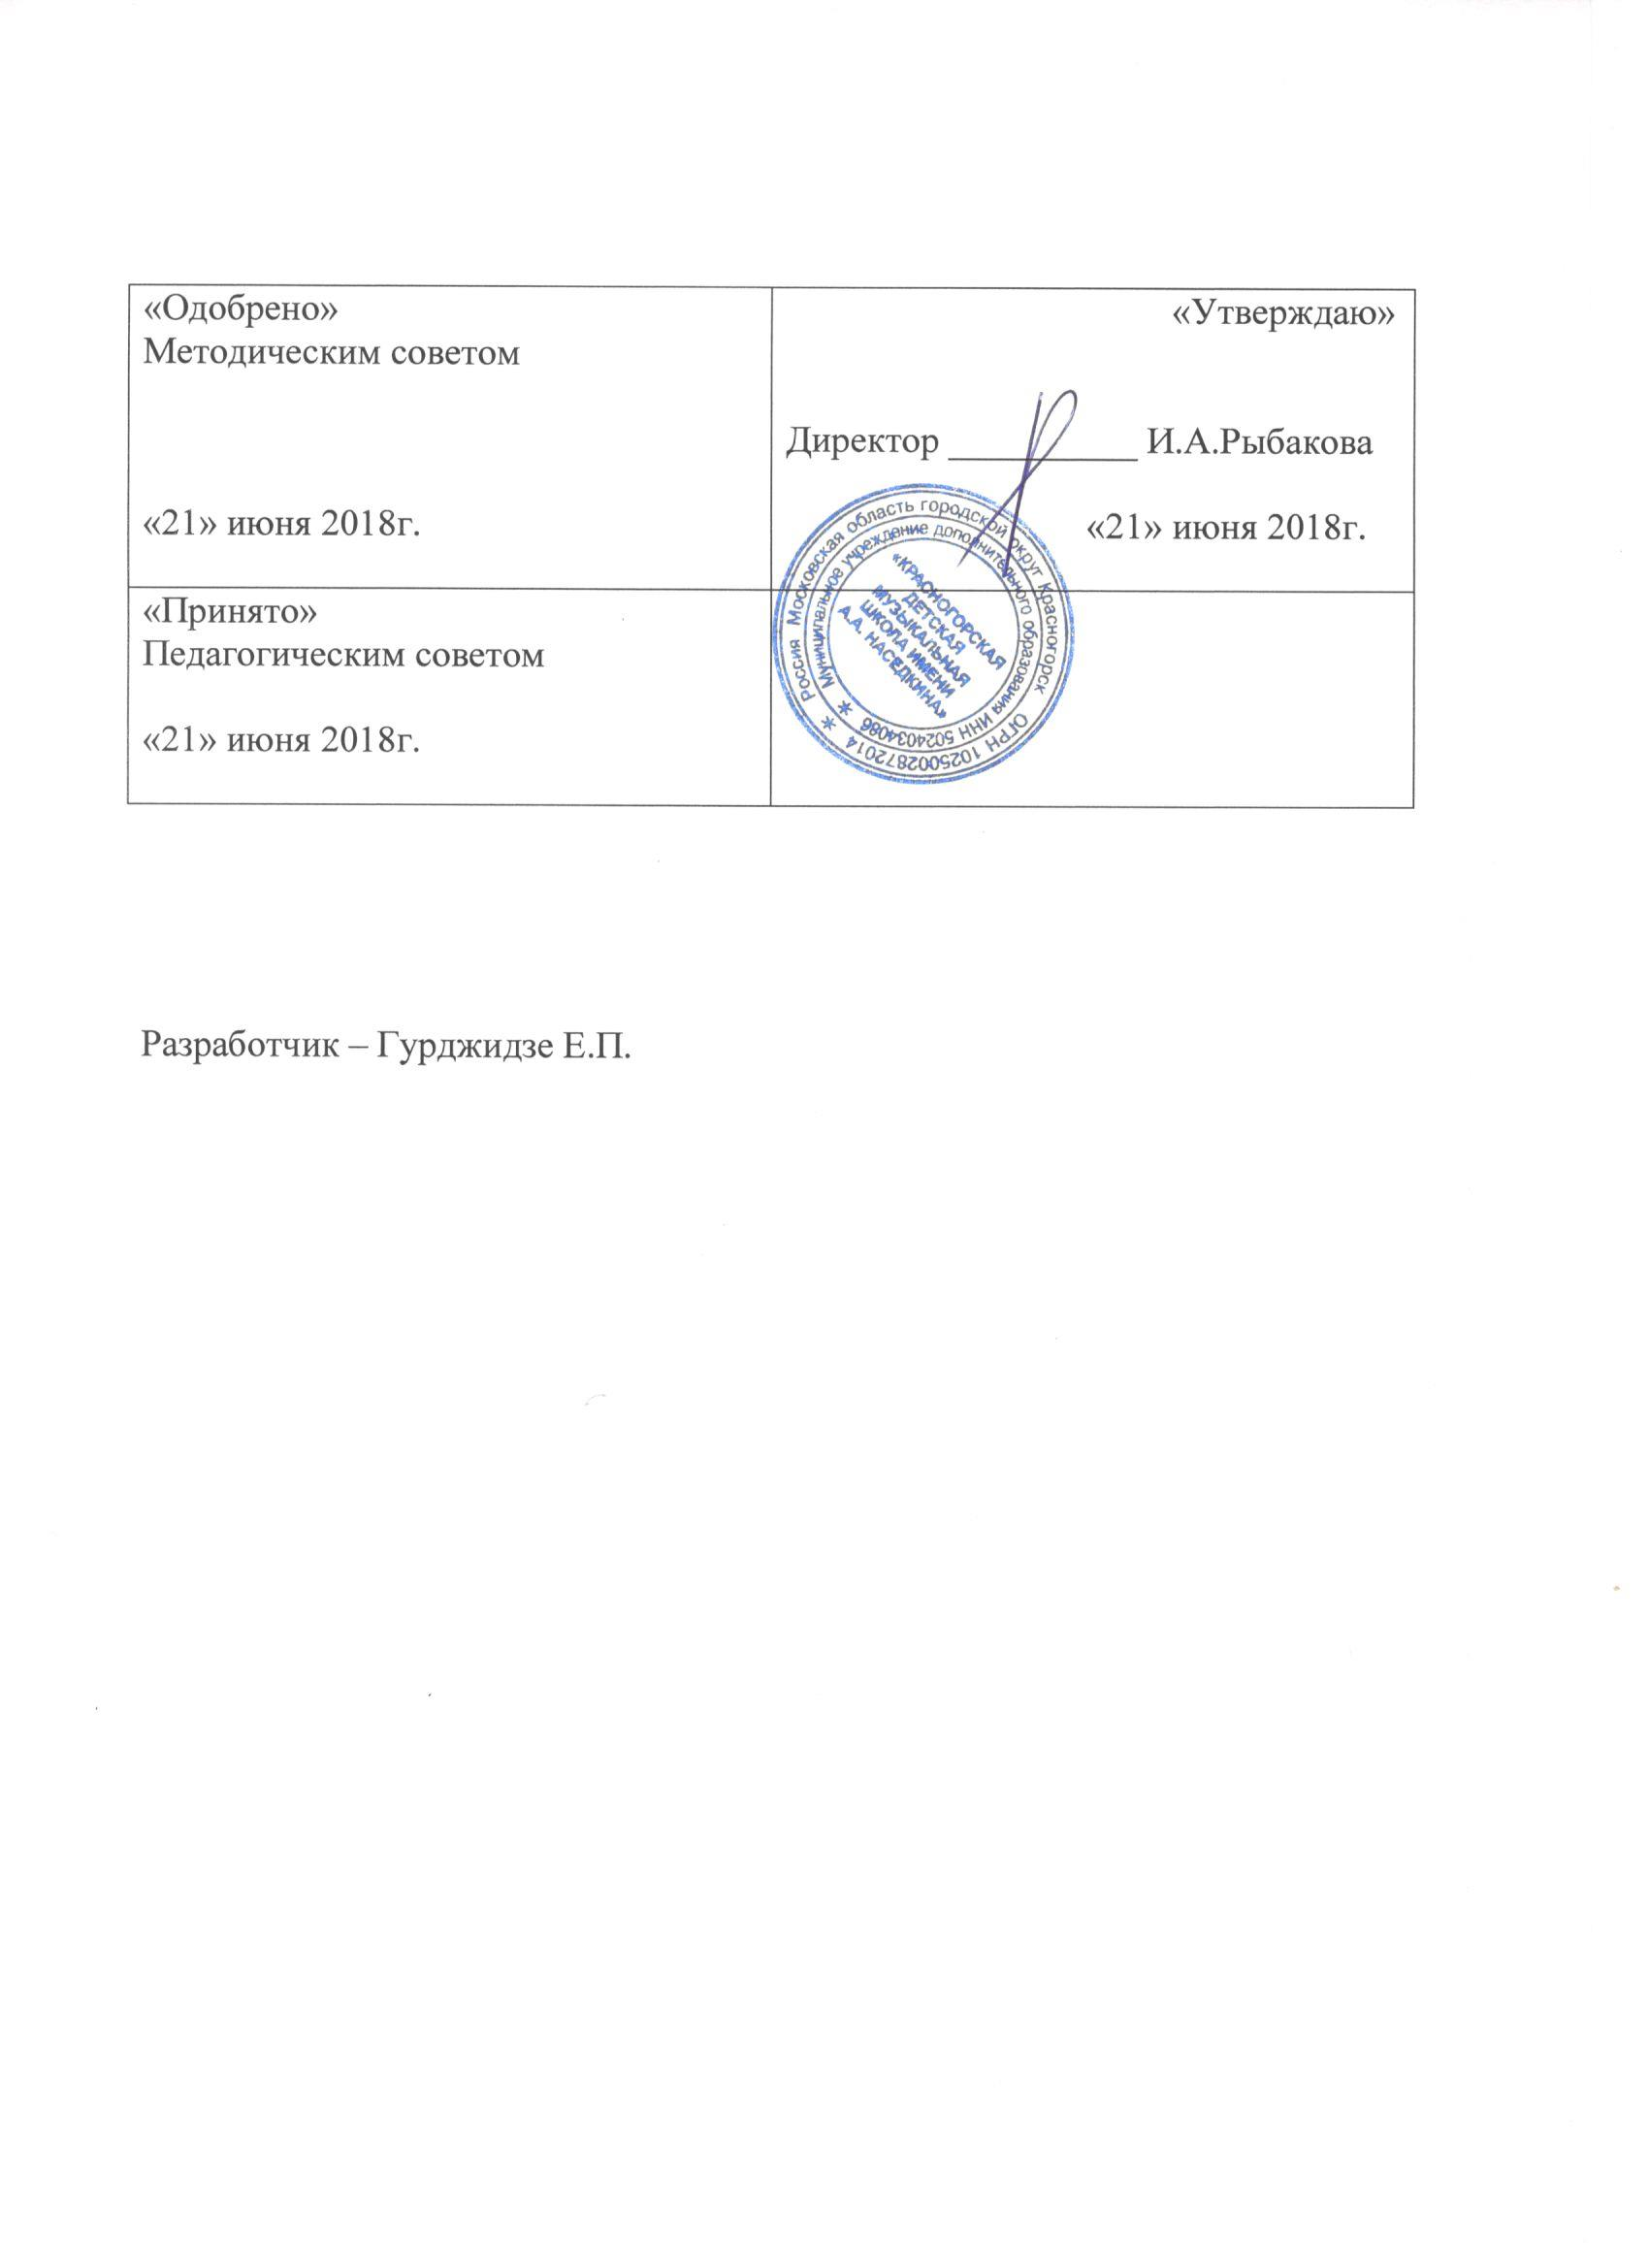 «Одобрено»
Методическим советом
«21» июня 2018г.
«Утверждаю»
Директор __________ И.А.Рыбакова
«21» июня 2018г.
«Принято»
Педагогическим советом
«21» июня 2018г.
Россия Московская область городской округ Красногорск ОГРН 1025002872014
Муниципальное учреждение дополнительного образования ИНН 5024034086
«КРАСНОГОРСКАЯ
ДЕТСКАЯ
МУЗЫКАЛЬНАЯ
ШКОЛА ИМЕНИ
А.А. НАСЕДКИНА»
Разработчик – Гурджидзе Е.П.